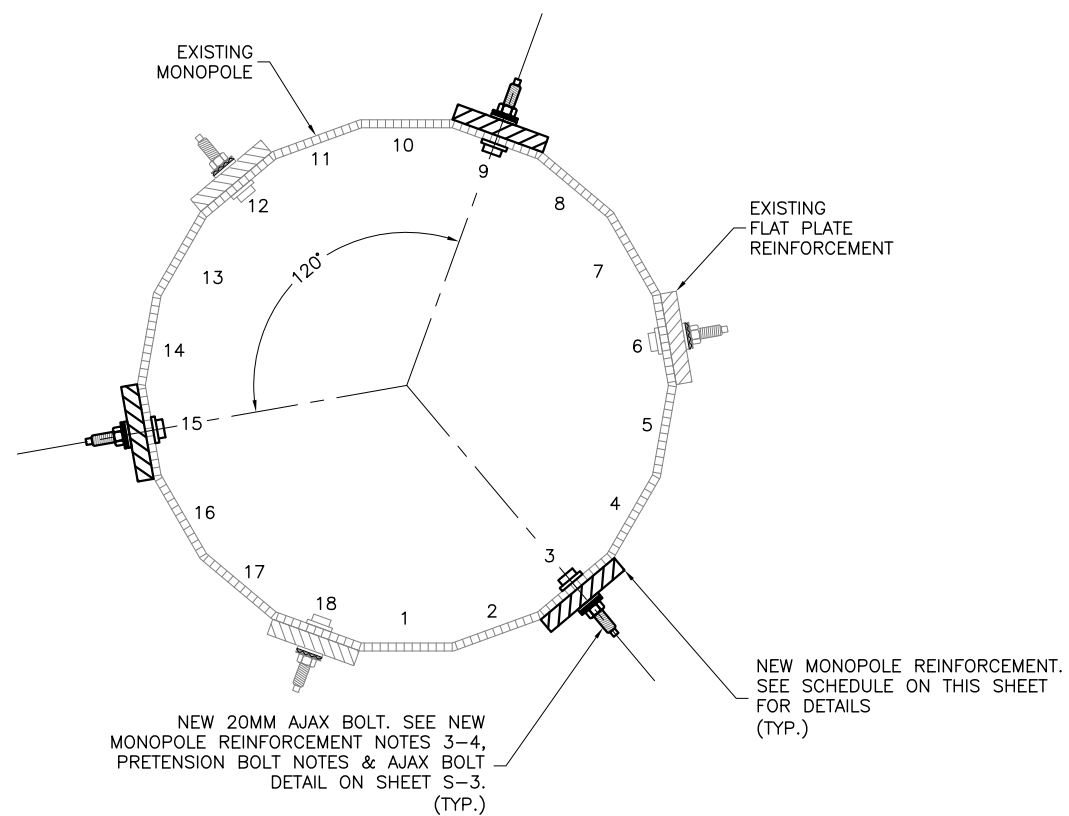 EXISTING
MONOPOLE
10
11
9
12
8
EXISTING
FLAT PLATE
REINFORCEMENT
120°
13
7
14
6
15
5
16
4
3
17
18
1
2
NEW MONOPOLE REINFORCEMENT.
SEE SCHEDULE ON THIS SHEET
FOR DETAILS
(TYP.)
NEW 20MM AJAX BOLT. SEE NEW
MONOPOLE REINFORCEMENT NOTES 3-4,
PRETENSION BOLT NOTES & AJAX BOLT
DETAIL ON SHEET S-3.
(TYP.)